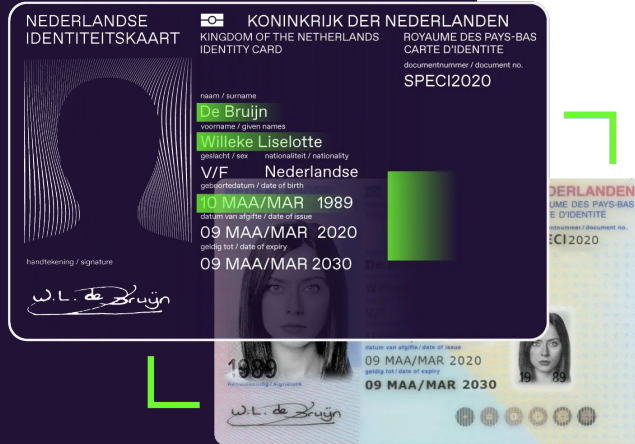 NEDERLANDSE
IDENTITEITSKAART
KONINKRIJK DER NEDERLANDEN
KINGDOM OF THE NETHERLANDS
IDENTITY CARD
ROYAUME DES PAYS-BAS
CARTE D'IDENTITE
documentnummer / document no.
SPECI2020
naam / surname
De Bruijn
voorname / given names
Willeke Liselotte
geslacht / sex nationaliteit / nationality
V/F Nederlandse
geboortedatum / date of birth
10 MAA/MAR 1989
datum van afgifte / date of issue
09 MAA/MAR 2020
geldig tot / date of expiry
09 MAA/MAR 2030
handtekening / signature
W.L. de Bruijn
DERLANDEN
UME DES PAYS-BAS
E D'IDENTITÉ
ntnummer / document no.
ECI2020
datum van afgifte / date of issue
09 MAA/MAR 2020
geldig tot / date of expiry
09 MAA/MAR 2030
1989
19 89
W.L. de Bruijn